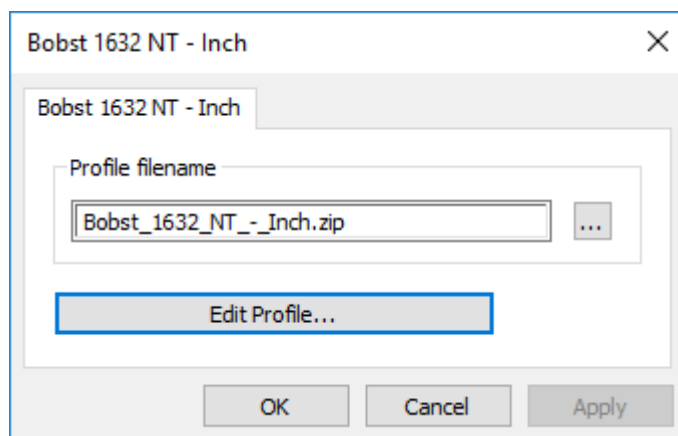 Bobst 1632 NT - Inch
Bobst 1632 NT - Inch
Profile filename
Bobst_1632_NT_-_Inch.zip
...
Edit Profile...
OK Cancel Apply